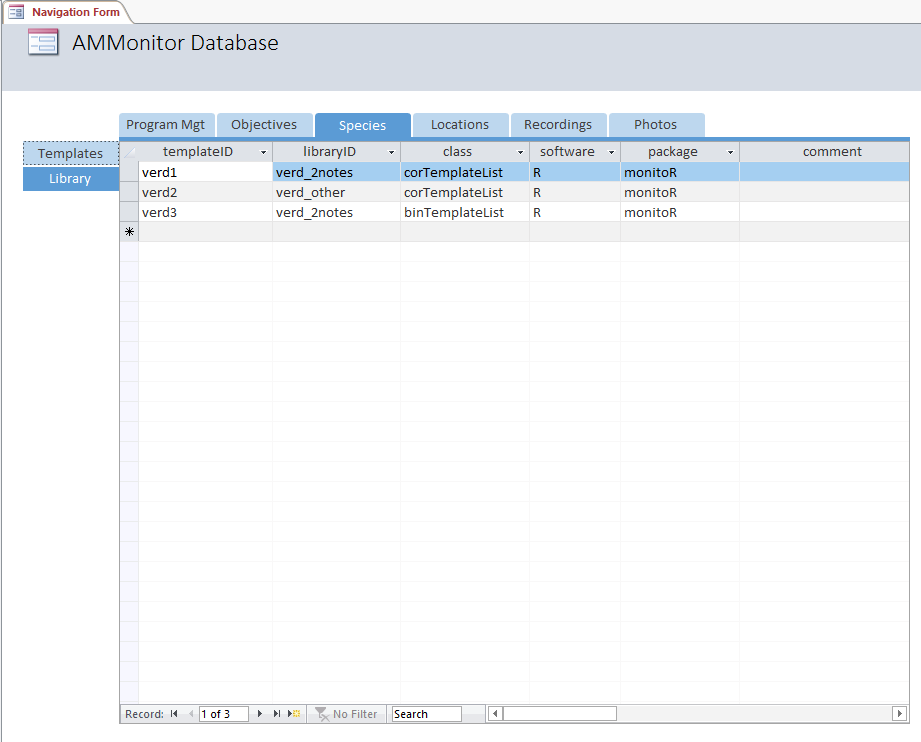 Navigation Form
AMMonitor Database
Program Mgt Objectives Species Locations Recordings Photos
Templates
Library
templateID libraryID class software package comment
verd1 verd_2notes corTemplateList R monitoR
verd2 verd_other corTemplateList R monitoR
verd3 verd_2notes binTemplateList R monitoR
Record: 1 of 3 No Filter Search